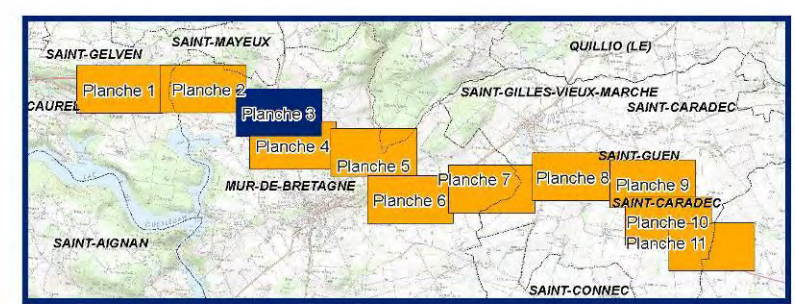 SAINT-MAYEUX
QUILLIO (LE)
SAINT-GELVEN
Planche 1
Planche 2
SAINT-GILLES-VIEUX-MARCHE
CAUREL
Planche 3
SAINT-CARADEC
Planche 4
Planche 5
SAINT-GUEN
Planche 7
Planche 8
Planche 9
MUR-DE-BRETAGNE
Planche 6
SAINT-CARADEC
Planche 10
SAINT-AIGNAN
Planche 11
SAINT-CONNEC